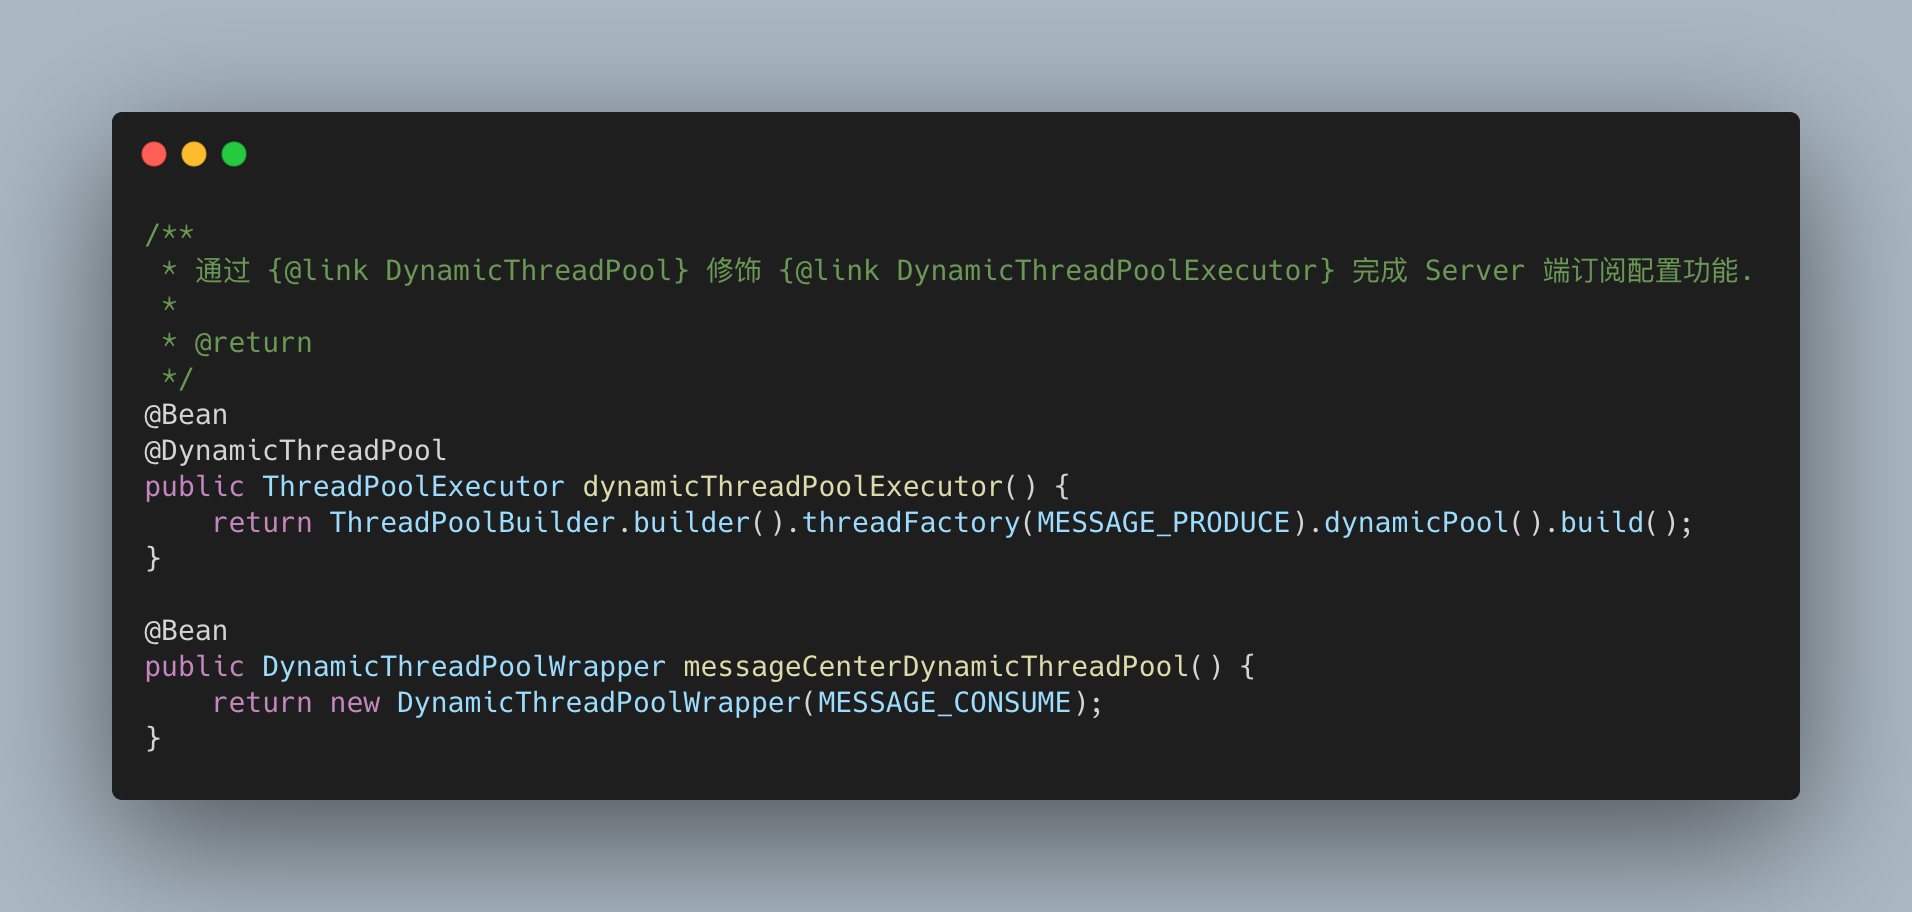 /**
 * 通过 {@link DynamicThreadPool} 修饰 {@link DynamicThreadPoolExecutor} 完成 Server 端订阅配置功能.
 *
 * @return
 */
@Bean
@DynamicThreadPool
public ThreadPoolExecutor dynamicThreadPoolExecutor() {
    return ThreadPoolBuilder.builder().threadFactory(MESSAGE_PRODUCE).dynamicPool().build();
}

@Bean
public DynamicThreadPoolWrapper messageCenterDynamicThreadPool() {
    return new DynamicThreadPoolWrapper(MESSAGE_CONSUME);
}